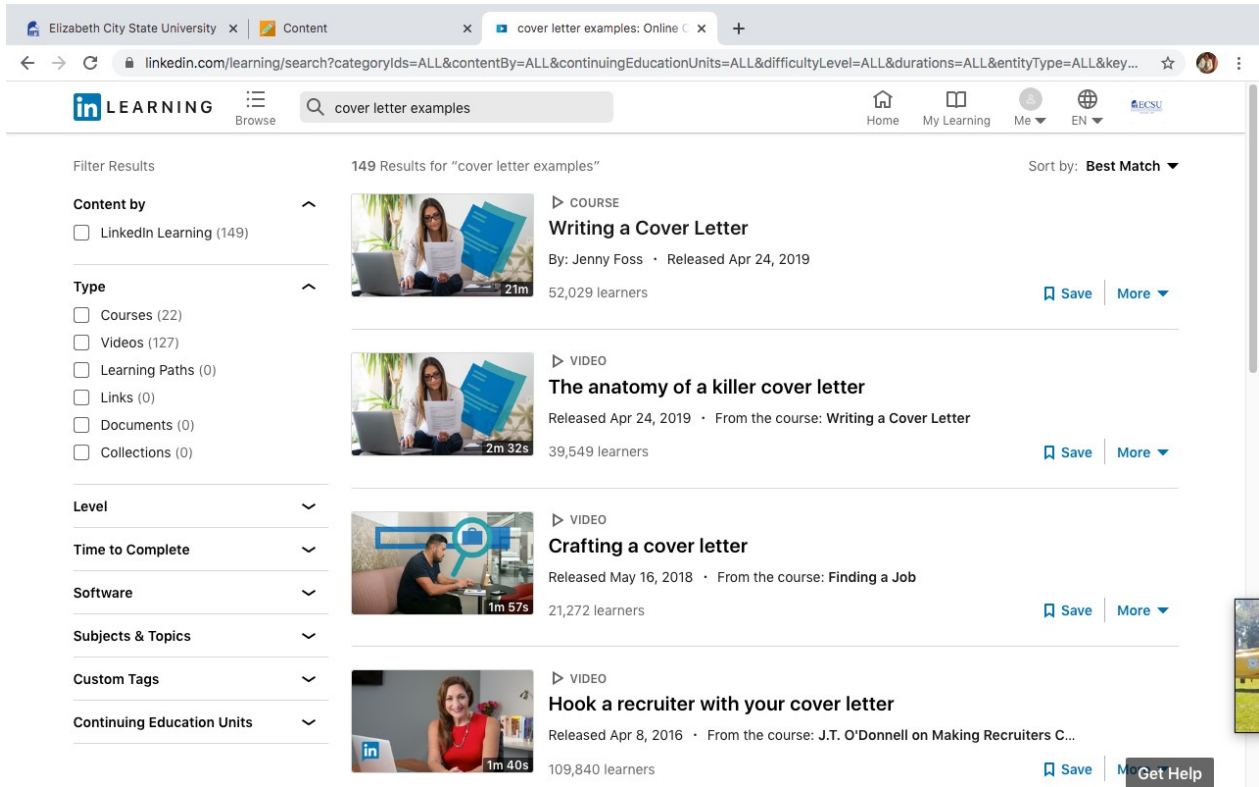 Elizabeth City State University
Content
cover letter examples: Online C
linkedin.com/learning/search?categoryIds=ALL&contentBy=ALL&continuingEducationUnits=ALL&difficultyLevel=ALL&durations=ALL&entityType=ALL&key...
in LEARNING
Browse
cover letter examples
Home
My Learning
Me
EN
ECSU
Filter Results
149 Results for “cover letter examples”
Sort by: Best Match
Content by
LinkedIn Learning (149)
Type
Courses (22)
Videos (127)
Learning Paths (0)
Links (0)
Documents (0)
Collections (0)
Level
Time to Complete
Software
Subjects & Topics
Custom Tags
Continuing Education Units
21m
COURSE
Writing a Cover Letter
By: Jenny Foss · Released Apr 24, 2019
52,029 learners
Save
More
2m 32s
VIDEO
The anatomy of a killer cover letter
Released Apr 24, 2019 · From the course: Writing a Cover Letter
39,549 learners
Save
More
1m 57s
VIDEO
Crafting a cover letter
Released May 16, 2018 · From the course: Finding a Job
21,272 learners
Save
More
in
1m 40s
VIDEO
Hook a recruiter with your cover letter
Released Apr 8, 2016 · From the course: J.T. O'Donnell on Making Recruiters C...
109,840 learners
Save
Get Help